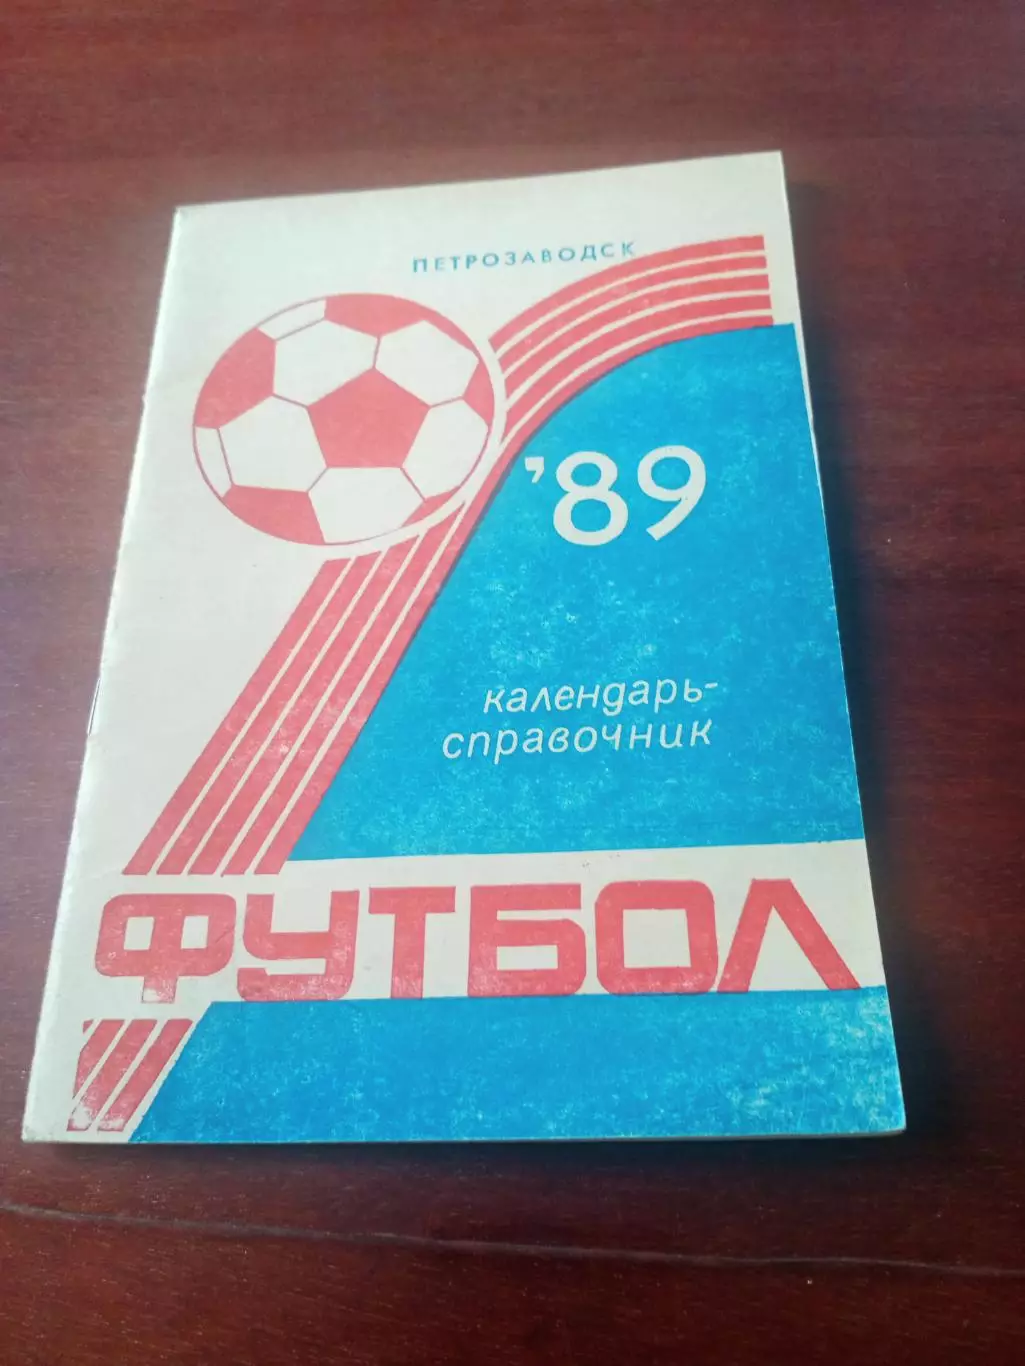 ПЕТРОЗАВОДСК
'89
календарь-
справочник
ФУТБОЛ